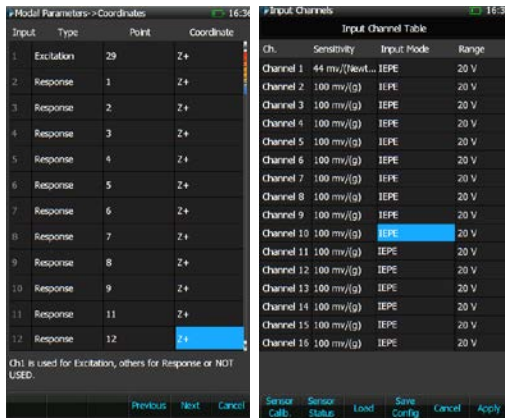 Modal Parameters->Coordinates 16:36
Input Type Point Coordinate
1 Excitation 29 Z+
2 Response 1 Z+
3 Response 2 Z+
4 Response 3 Z+
5 Response 4 Z+
6 Response 5 Z+
7 Response 6 Z+
8 Response 7 Z+
9 Response 8 Z+
10 Response 9 Z+
11 Response 11 Z+
12 Response 12 Z+
Ch1 is used for Excitation, others for Response or NOT
USED.
Previous Next Cancel
Input Channels 16:3
Input Channel Table
Ch. Sensitivity Input Mode Range
Channel 1 44 mv/(Newt... IEPE 20 V
Channel 2 100 mv/(g) IEPE 20 V
Channel 3 100 mv/(g) IEPE 20 V
Channel 4 100 mv/(g) IEPE 20 V
Channel 5 100 mv/(g) IEPE 20 V
Channel 6 100 mv/(g) IEPE 20 V
Channel 7 100 mv/(g) IEPE 20 V
Channel 8 100 mv/(g) IEPE 20 V
Channel 9 100 mv/(g) IEPE 20 V
Channel 10 100 mv/(g) IEPE 20 V
Channel 11 100 mv/(g) IEPE 20 V
Channel 12 100 mv/(g) IEPE 20 V
Channel 13 100 mv/(g) IEPE 20 V
Channel 14 100 mv/(g) IEPE 20 V
Channel 15 100 mv/(g) IEPE 20 V
Channel 16 100 mv/(g) IEPE 20 V
Sensor Calib. Sensor Status Load Save Config Cancel Apply